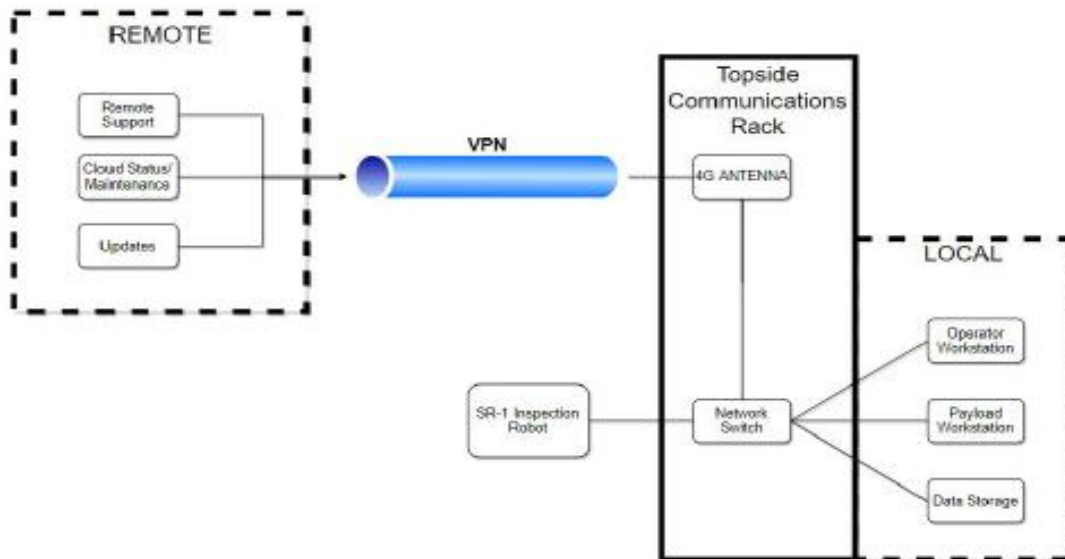 REMOTE
Remote
Support
Cloud Status/
Maintenance
Updates
VPN
Topside
Communications
Rack
4G ANTENNA
LOCAL
Operator
Workstation
SR-1 Inspection
Robot
Network
Switch
Payload
Workstation
Data Storage